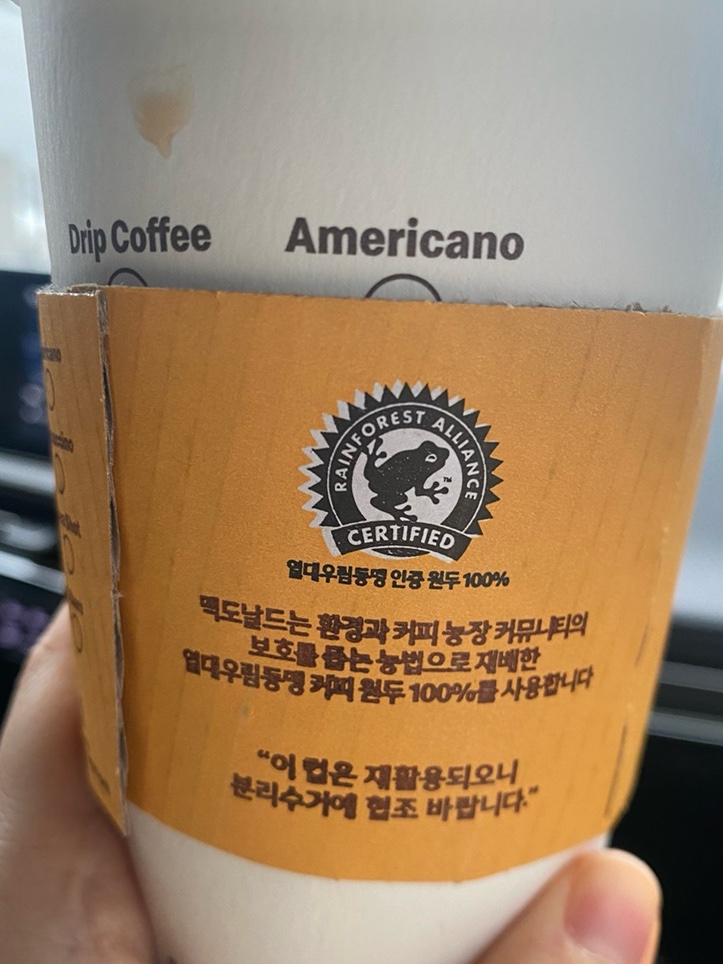 Drip Coffee
Americano
RAINFOREST ALLIANCE
TM
CERTIFIED
열대우림동맹 인증 원두 100%
맥도날드는 환경과 커피 농장 커뮤니티의
보호를 돕는 농법으로 재배한
열대우림동맹 커피 원두 100%를 사용합니다
“이 컵은 재활용되오니
분리수거에 협조 바랍니다.”